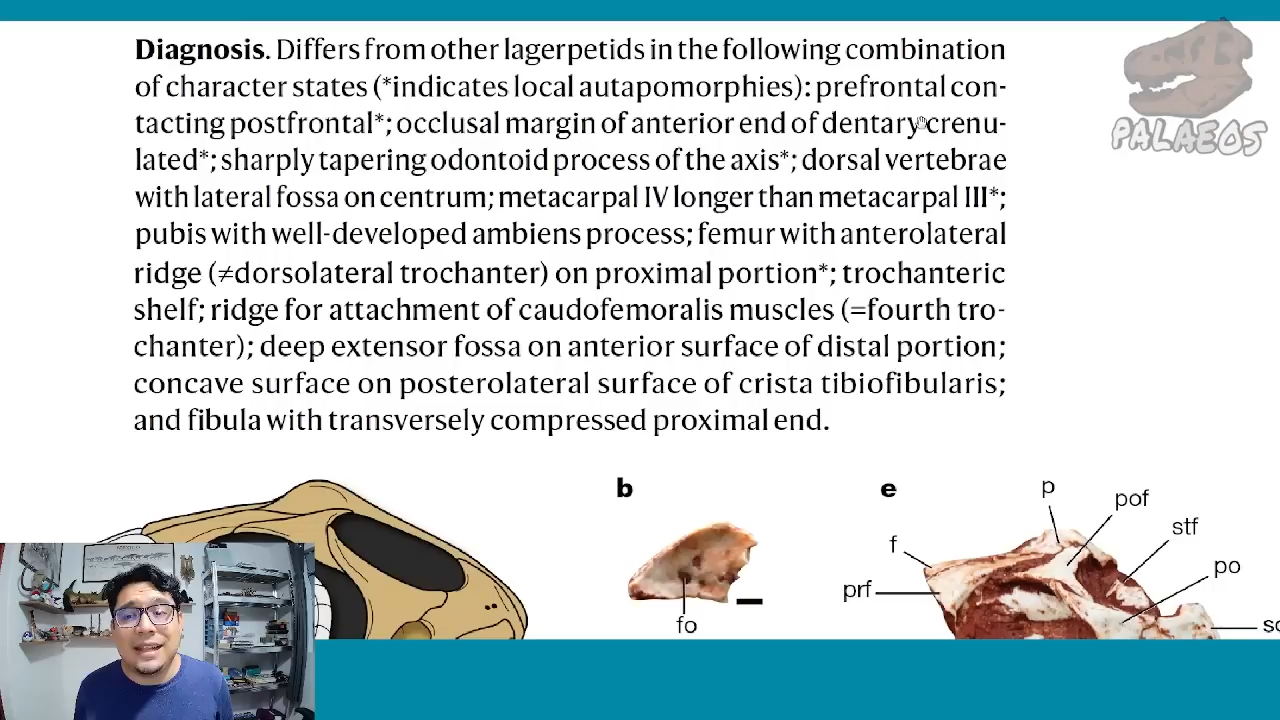 Diagnosis. Differs from other lagerpetids in the following combination
of character states (*indicates local autapomorphies): prefrontal con-
tacting postfrontal*; occlusal margin of anterior end of dentary crenu-
lated*; sharply tapering odontoid process of the axis*; dorsal vertebrae
with lateral fossa on centrum; metacarpal IV longer than metacarpal III*;
pubis with well-developed ambiens process; femur with anterolateral
ridge (≠dorsolateral trochanter) on proximal portion*; trochanteric
shelf; ridge for attachment of caudofemoralis muscles (=fourth tro-
chanter); deep extensor fossa on anterior surface of distal portion;
concave surface on posterolateral surface of crista tibiofibularis;
and fibula with transversely compressed proximal end.
PALAEOS
b
e
p
pof
stf
f
po
prf
fo